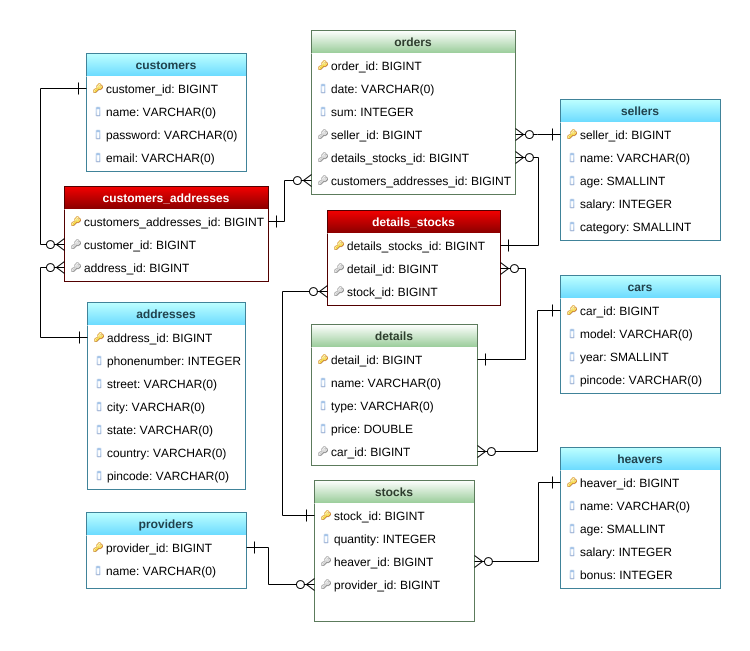 customers
customer_id: BIGINT
name: VARCHAR(0)
password: VARCHAR(0)
email: VARCHAR(0)
customers_addresses
customers_addresses_id: BIGINT
customer_id: BIGINT
address_id: BIGINT
addresses
address_id: BIGINT
phonenumber: INTEGER
street: VARCHAR(0)
city: VARCHAR(0)
state: VARCHAR(0)
country: VARCHAR(0)
pincode: VARCHAR(0)
providers
provider_id: BIGINT
name: VARCHAR(0)
orders
order_id: BIGINT
date: VARCHAR(0)
sum: INTEGER
seller_id: BIGINT
details_stocks_id: BIGINT
customers_addresses_id: BIGINT
details_stocks
details_stocks_id: BIGINT
detail_id: BIGINT
stock_id: BIGINT
details
detail_id: BIGINT
name: VARCHAR(0)
type: VARCHAR(0)
price: DOUBLE
car_id: BIGINT
stocks
stock_id: BIGINT
quantity: INTEGER
heaver_id: BIGINT
provider_id: BIGINT
sellers
seller_id: BIGINT
name: VARCHAR(0)
age: SMALLINT
salary: INTEGER
category: SMALLINT
cars
car_id: BIGINT
model: VARCHAR(0)
year: SMALLINT
pincode: VARCHAR(0)
heavers
heaver_id: BIGINT
name: VARCHAR(0)
age: SMALLINT
salary: INTEGER
bonus: INTEGER